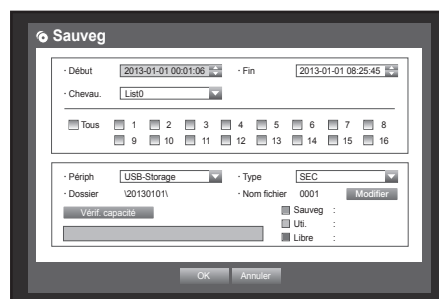 Sauveg
· Début 2013-01-01 00:01:06 · Fin 2013-01-01 08:25:45
· Chevau. List0
Tous 1 2 3 4 5 6 7 8
9 10 11 12 13 14 15 16
· Périph USB-Storage · Type SEC
· Dossier \20130101\ · Nom fichier 0001 Modifier
Vérif. capacité Sauveg :
Uti. :
Libre :
OK Annuler